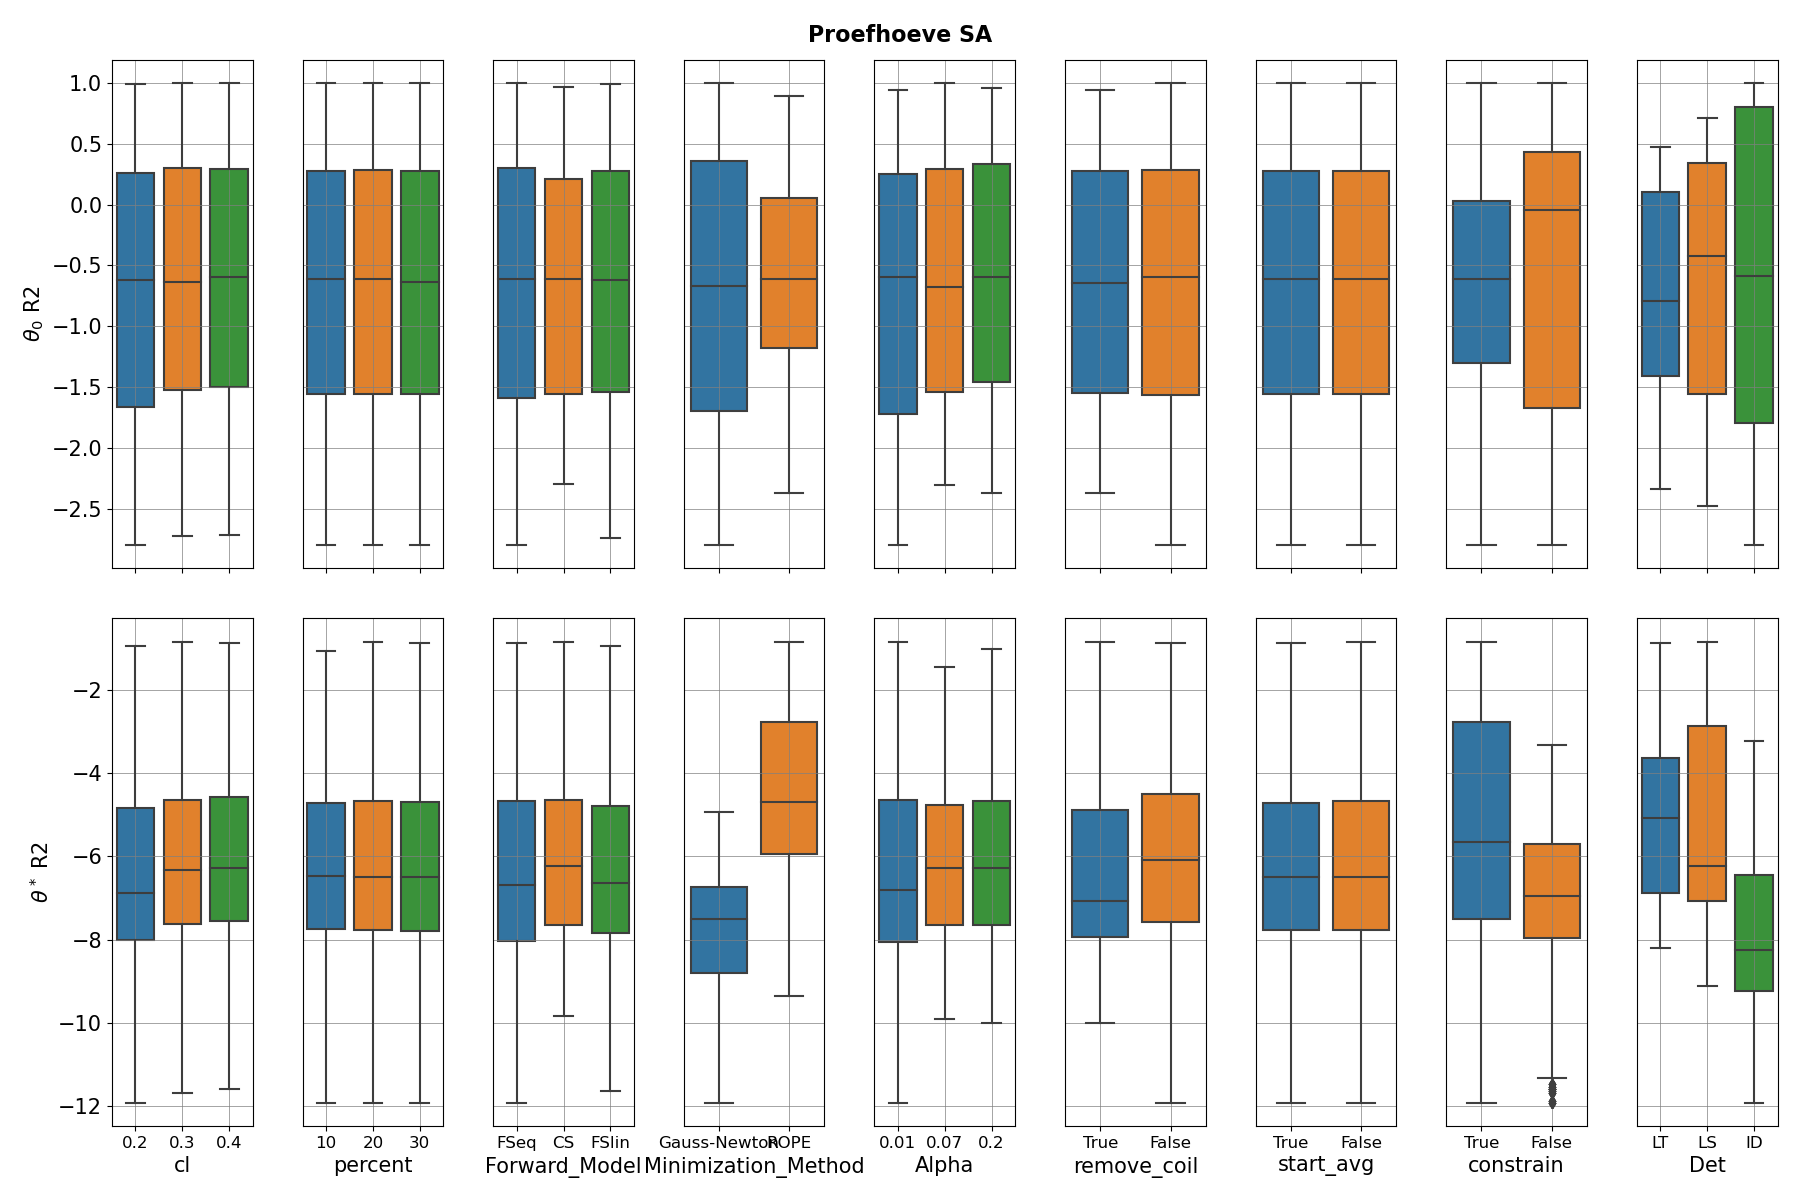 Proefhoeve SA
1.0
0.5
0.0
−0.5
−1.0
−1.5
−2.0
−2.5
θ₀ R2
−2
−4
−6
−8
−10
−12
θ* R2
0.2 0.3 0.4
cl
10 20 30
percent
FSeq CS FSlin
Forward_Model
Gauss-Newton ROPE
Minimization_Method
0.01 0.07 0.2
Alpha
True False
remove_coil
True False
start_avg
True False
constrain
LT LS ID
Det